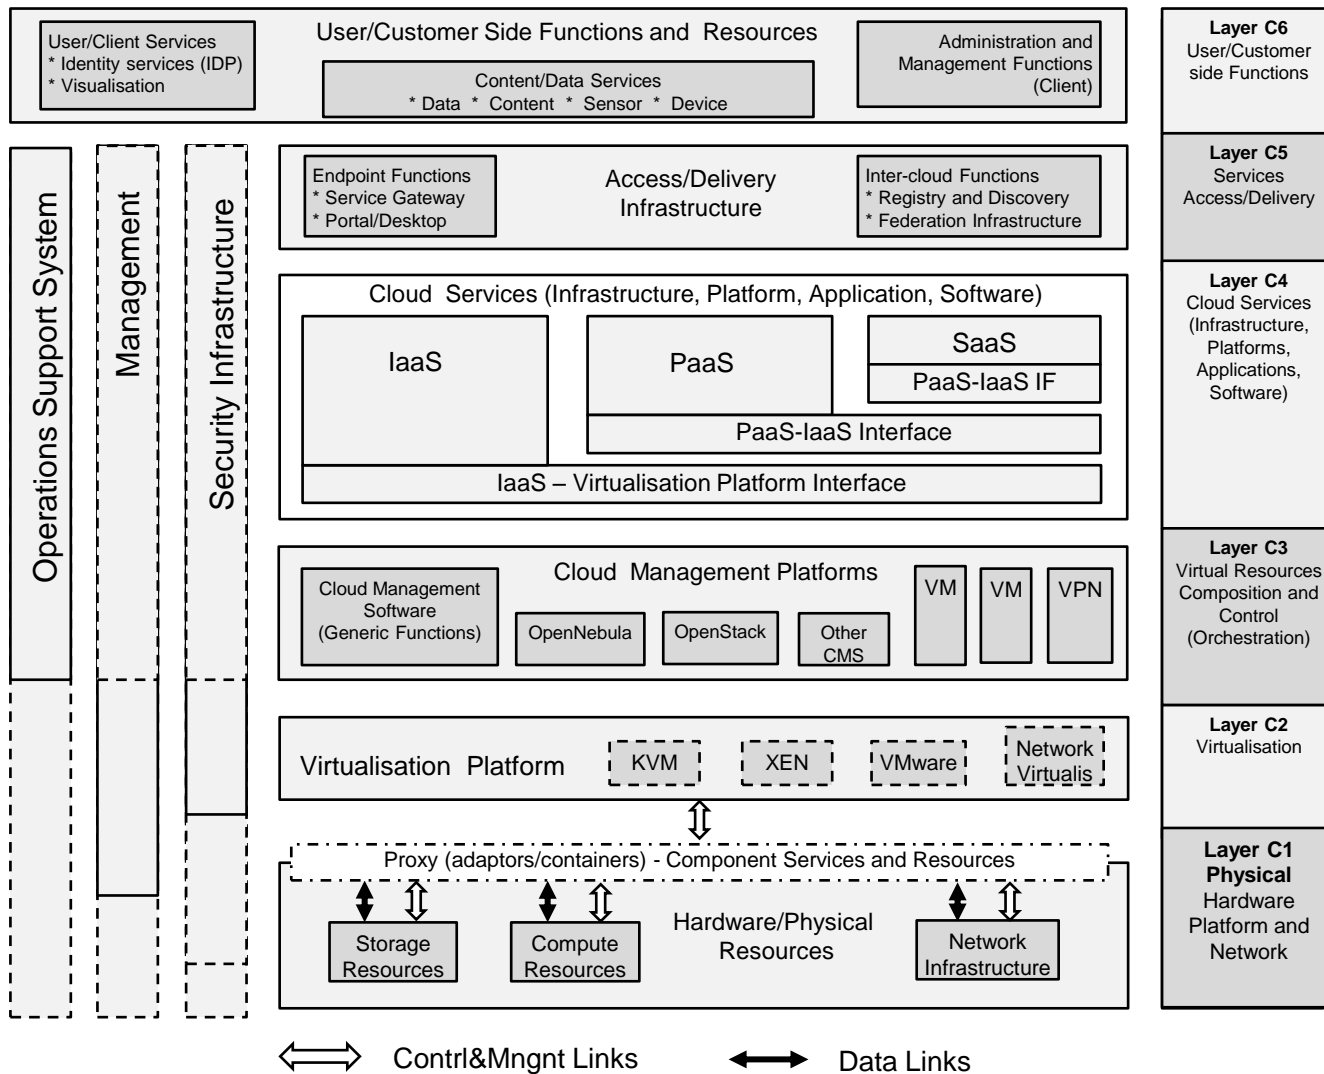 User/Customer Side Functions and Resources
User/Client Services
* Identity services (IDP)
* Visualisation
Content/Data Services
* Data * Content * Sensor * Device
Administration and
Management Functions
(Client)
Layer C6
User/Customer
side Functions
Operations Support System
Management
Security Infrastructure
Endpoint Functions
* Service Gateway
* Portal/Desktop
Access/Delivery
Infrastructure
Inter-cloud Functions
* Registry and Discovery
* Federation Infrastructure
Layer C5
Services
Access/Delivery
Cloud Services (Infrastructure, Platform, Application, Software)
IaaS
PaaS
SaaS
PaaS-IaaS IF
PaaS-IaaS Interface
IaaS – Virtualisation Platform Interface
Layer C4
Cloud Services
(Infrastructure,
Platforms,
Applications,
Software)
Cloud Management Platforms
Cloud Management
Software
(Generic Functions)
OpenNebula
OpenStack
Other
CMS
VM
VM
VPN
Layer C3
Virtual Resources
Composition and
Control
(Orchestration)
Virtualisation Platform
KVM
XEN
VMware
Network
Virtualis
Layer C2
Virtualisation
Proxy (adaptors/containers) - Component Services and Resources
Hardware/Physical
Resources
Storage
Resources
Compute
Resources
Network
Infrastructure
Layer C1
Physical
Hardware
Platform and
Network
Contrl&Mngnt Links
Data Links